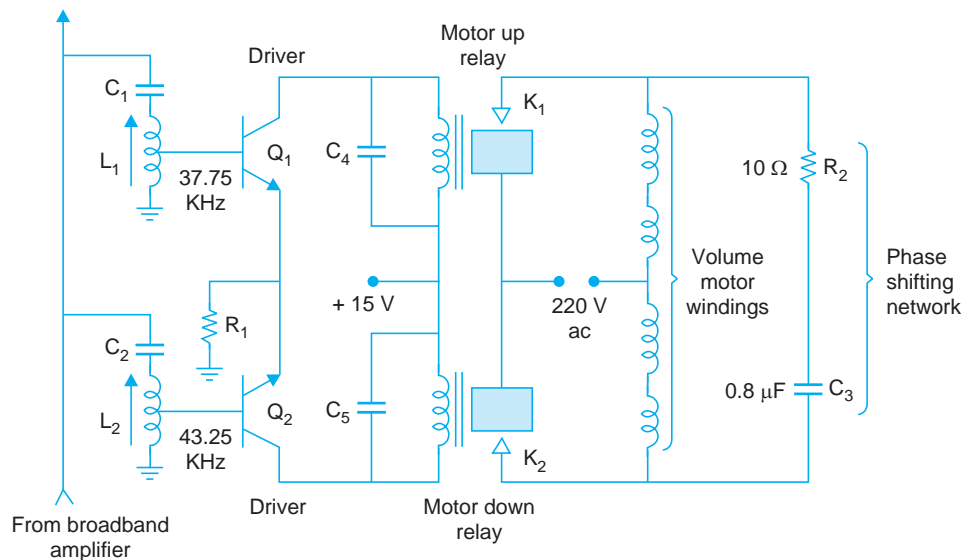 Motor up
relay
Driver
C1
K1
Q1
C4
L1
10 Ω
R2
37.75
KHz
Volume
motor
windings
Phase
shifting
network
+ 15 V
220 V
ac
R1
C2
Q2
C5
0.8 µF
C3
L2
43.25
KHz
K2
From broadband
amplifier
Driver
Motor down
relay